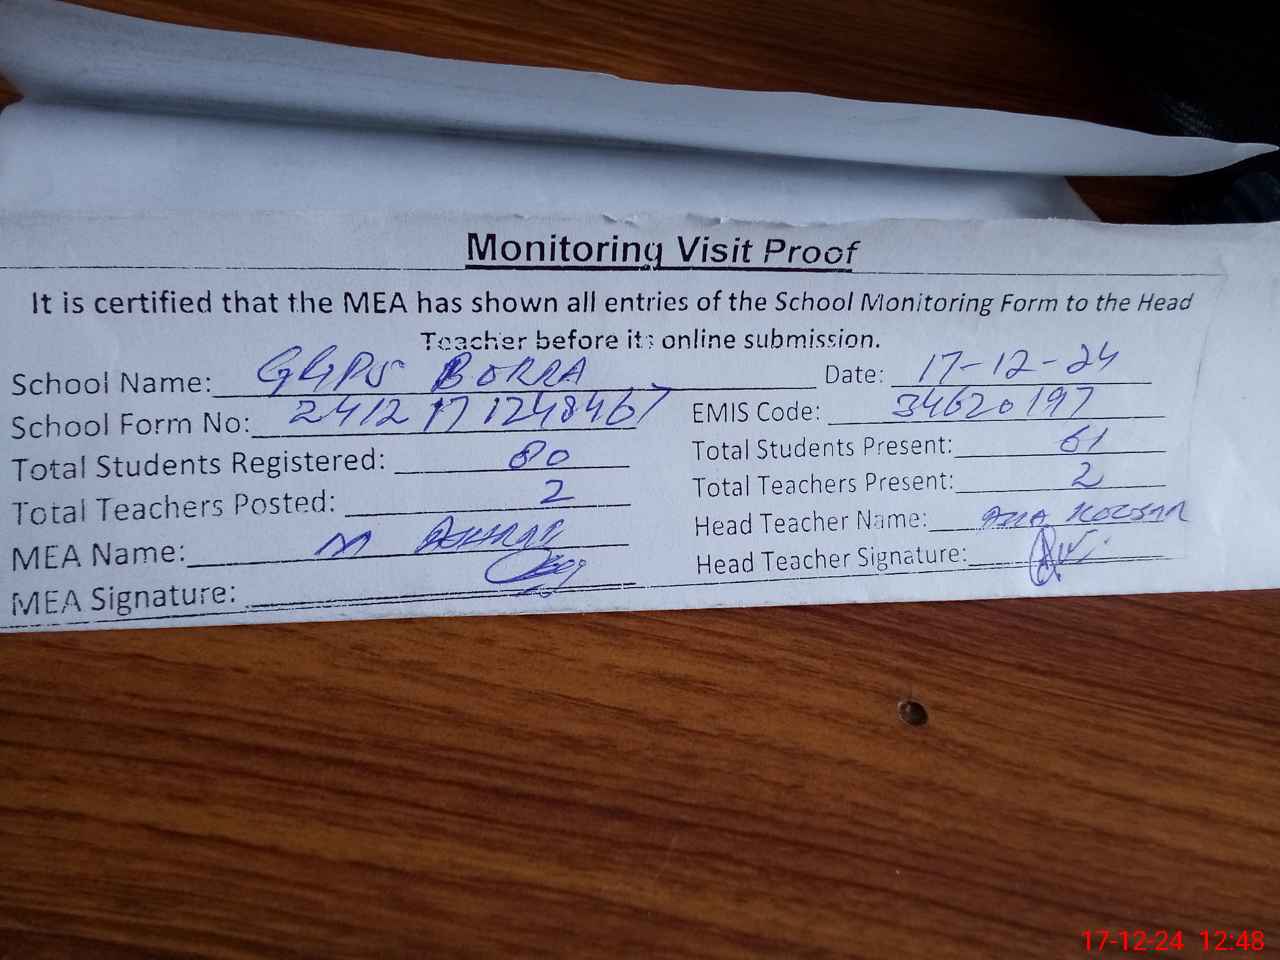 Monitoring Visit Proof
It is certified that the MEA has shown all entries of the School Monitoring Form to the Head
Teacher before its online submission.
School Name: GGPS BORRA Date: 17-12-24
School Form No: 2412171248467 EMIS Code: 34620197
Total Students Registered: 80 Total Students Present: 61
Total Teachers Posted: 2 Total Teachers Present: 2
MEA Name: M Head Teacher Name: KOUSAR
MEA Signature: Head Teacher Signature:
17-12-24 12:48